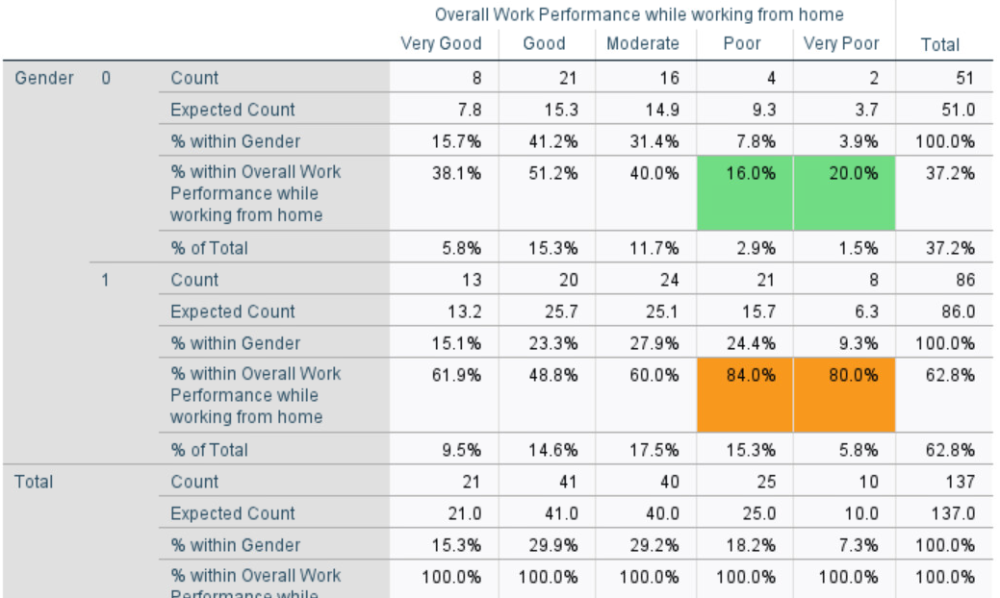 Overall Work Performance while working from home
Very Good Good Moderate Poor Very Poor Total
Gender 0 Count 8 21 16 4 2 51
Expected Count 7.8 15.3 14.9 9.3 3.7 51.0
% within Gender 15.7% 41.2% 31.4% 7.8% 3.9% 100.0%
% within Overall Work 38.1% 51.2% 40.0% 16.0% 20.0% 37.2%
Performance while
working from home
% of Total 5.8% 15.3% 11.7% 2.9% 1.5% 37.2%
1 Count 13 20 24 21 8 86
Expected Count 13.2 25.7 25.1 15.7 6.3 86.0
% within Gender 15.1% 23.3% 27.9% 24.4% 9.3% 100.0%
% within Overall Work 61.9% 48.8% 60.0% 84.0% 80.0% 62.8%
Performance while
working from home
% of Total 9.5% 14.6% 17.5% 15.3% 5.8% 62.8%
Total Count 21 41 40 25 10 137
Expected Count 21.0 41.0 40.0 25.0 10.0 137.0
% within Gender 15.3% 29.9% 29.2% 18.2% 7.3% 100.0%
% within Overall Work 100.0% 100.0% 100.0% 100.0% 100.0% 100.0%
Performance while